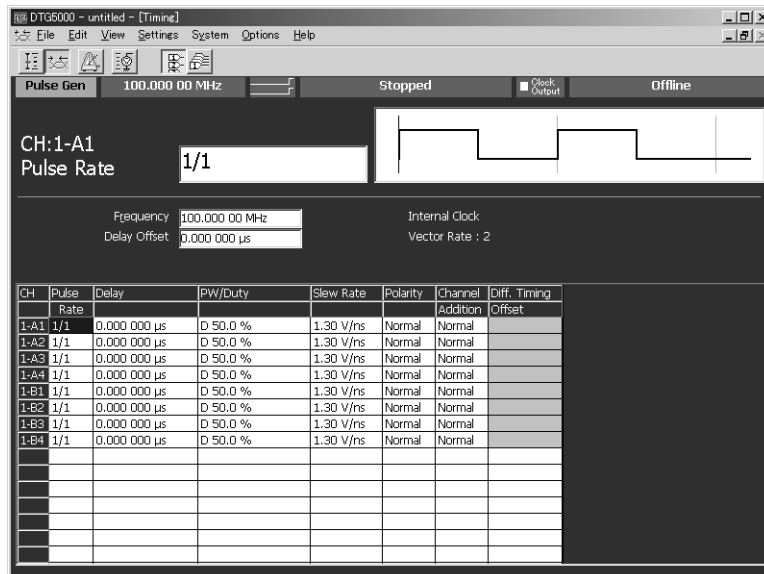 DTG5000 - untitled - [Timing]
File Edit View Settings System Options Help
Pulse Gen 100.000 00 MHz Stopped Clock Output Offline
CH:1-A1
Pulse Rate 1/1
Frequency 100.000 00 MHz Internal Clock
Delay Offset 0.000 000 µs Vector Rate : 2
CH Pulse Delay PW/Duty Slew Rate Polarity Channel Diff. Timing
Rate Addition Offset
1-A1 1/1 0.000 000 µs D 50.0 % 1.30 V/ns Normal Normal
1-A2 1/1 0.000 000 µs D 50.0 % 1.30 V/ns Normal Normal
1-A3 1/1 0.000 000 µs D 50.0 % 1.30 V/ns Normal Normal
1-A4 1/1 0.000 000 µs D 50.0 % 1.30 V/ns Normal Normal
1-B1 1/1 0.000 000 µs D 50.0 % 1.30 V/ns Normal Normal
1-B2 1/1 0.000 000 µs D 50.0 % 1.30 V/ns Normal Normal
1-B3 1/1 0.000 000 µs D 50.0 % 1.30 V/ns Normal Normal
1-B4 1/1 0.000 000 µs D 50.0 % 1.30 V/ns Normal Normal